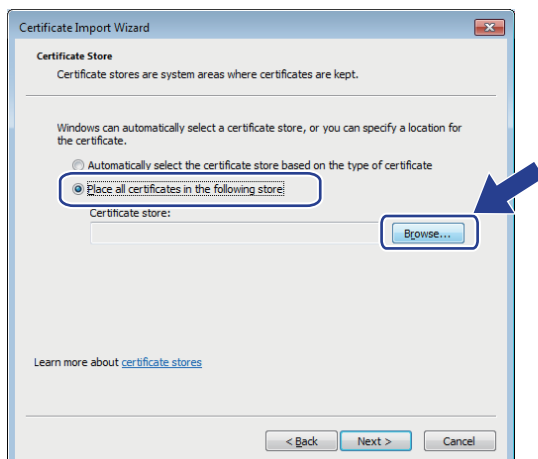 Certificate Import Wizard
Certificate Store
Certificate stores are system areas where certificates are kept.
Windows can automatically select a certificate store, or you can specify a location for
the certificate.
Automatically select the certificate store based on the type of certificate
Place all certificates in the following store
Certificate store:
Browse...
Learn more about certificate stores
< Back
Next >
Cancel